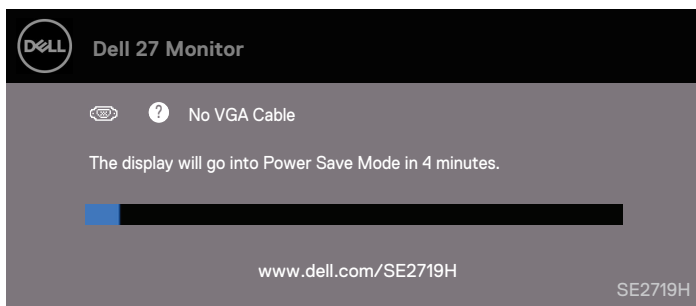 DELL
Dell 27 Monitor
? No VGA Cable
The display will go into Power Save Mode in 4 minutes.
www.dell.com/SE2719H
SE2719H